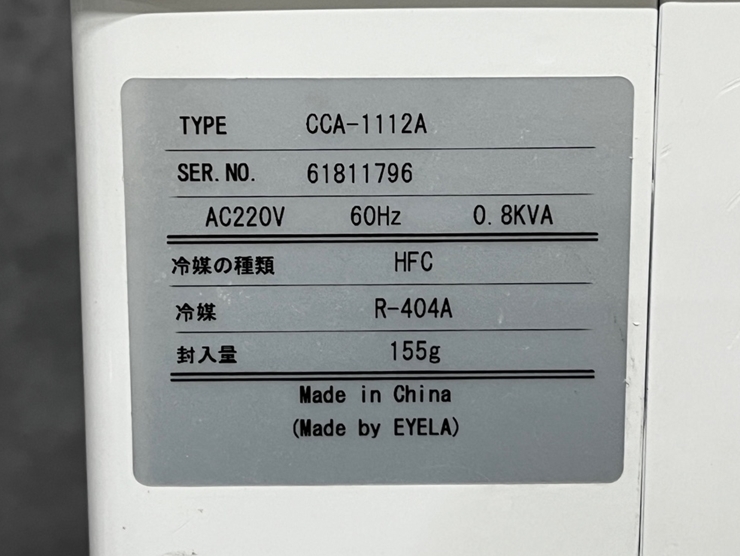 TYPE CCA-1112A
SER.NO. 61811796
AC220V 60Hz 0.8KVA
冷媒の種類 HFC
冷媒 R-404A
封入量 155g
Made in China
(Made by EYELA)